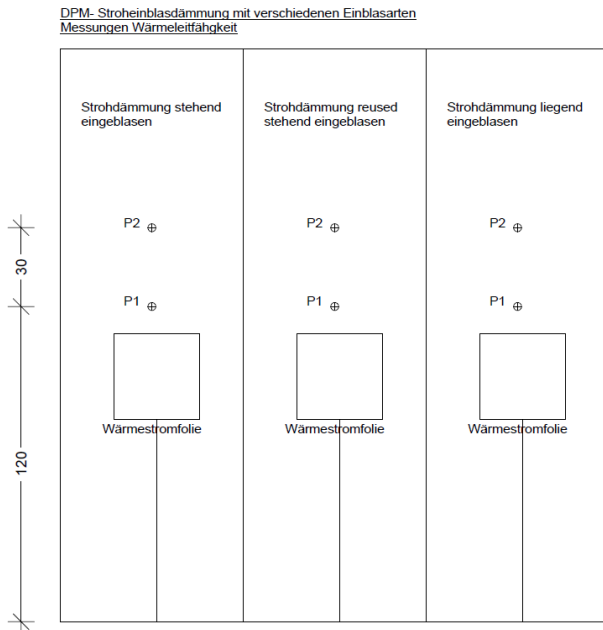 DPM- Stroheinblasdämmung mit verschiedenen Einblasarten
Messungen Wärmeleitfähgkeit
Strohdämmung stehend
eingeblasen
Strohdämmung reused
stehend eingeblasen
Strohdämmung liegend
eingeblasen
P2
P2
P2
30
P1
P1
P1
Wärmestromfolie
Wärmestromfolie
Wärmestromfolie
120